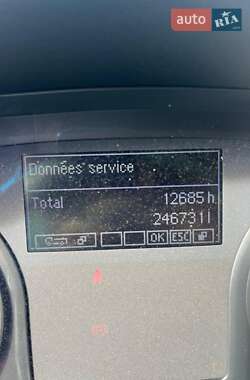 auto RIA
Données service
Total 12685 h
246731 l
OK ESC